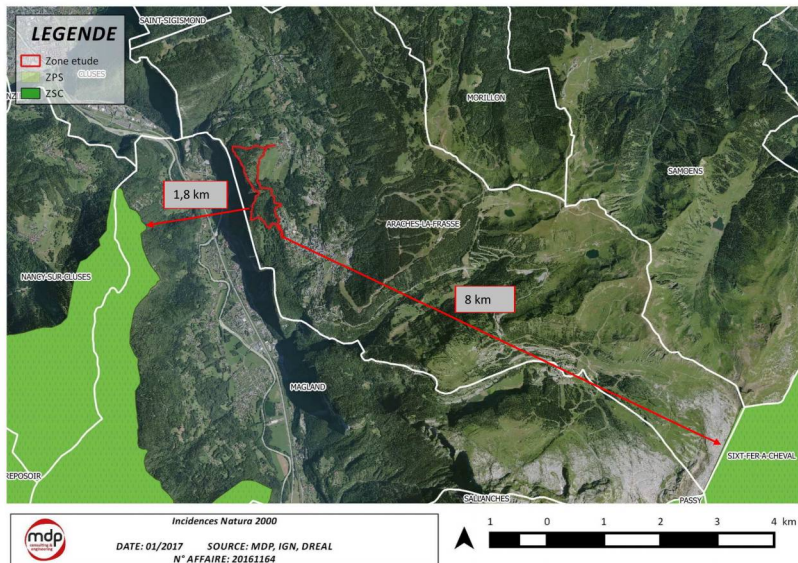 SAINT-SIGISMOND
LEGENDE
Zone etude
CLUSES
ZPS
ZSC
MORILLON
SAMOENS
1,8 km
ARACHES-LA-FRASSE
NANCY-SUR-CLUSES
8 km
MAGLAND
SIXT-FER-A-CHEVAL
REPOSOIR
SALLANCHES
PASSY
mdp
consulting &
engineering
Incidences Natura 2000
DATE: 01/2017 SOURCE: MDP, IGN, DREAL
N° AFFAIRE: 20161164
1 0 1 2 3 4 km